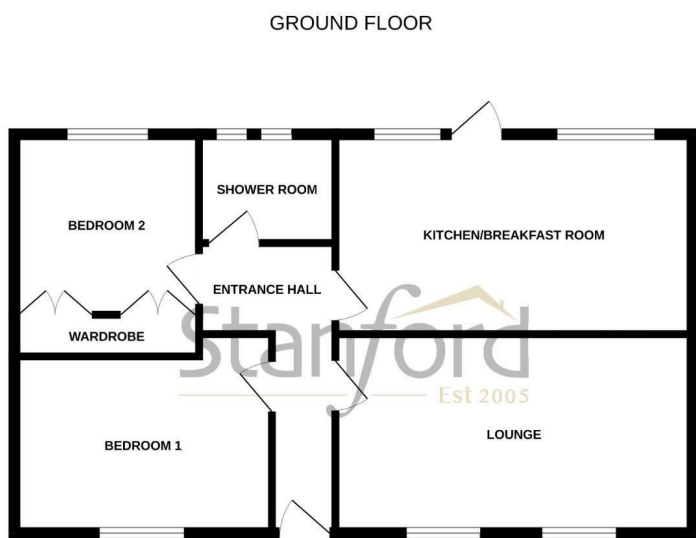 GROUND FLOOR
SHOWER ROOM
BEDROOM 2
KITCHEN/BREAKFAST ROOM
ENTRANCE HALL
WARDROBE
Stanford
Est 2005
BEDROOM 1
LOUNGE